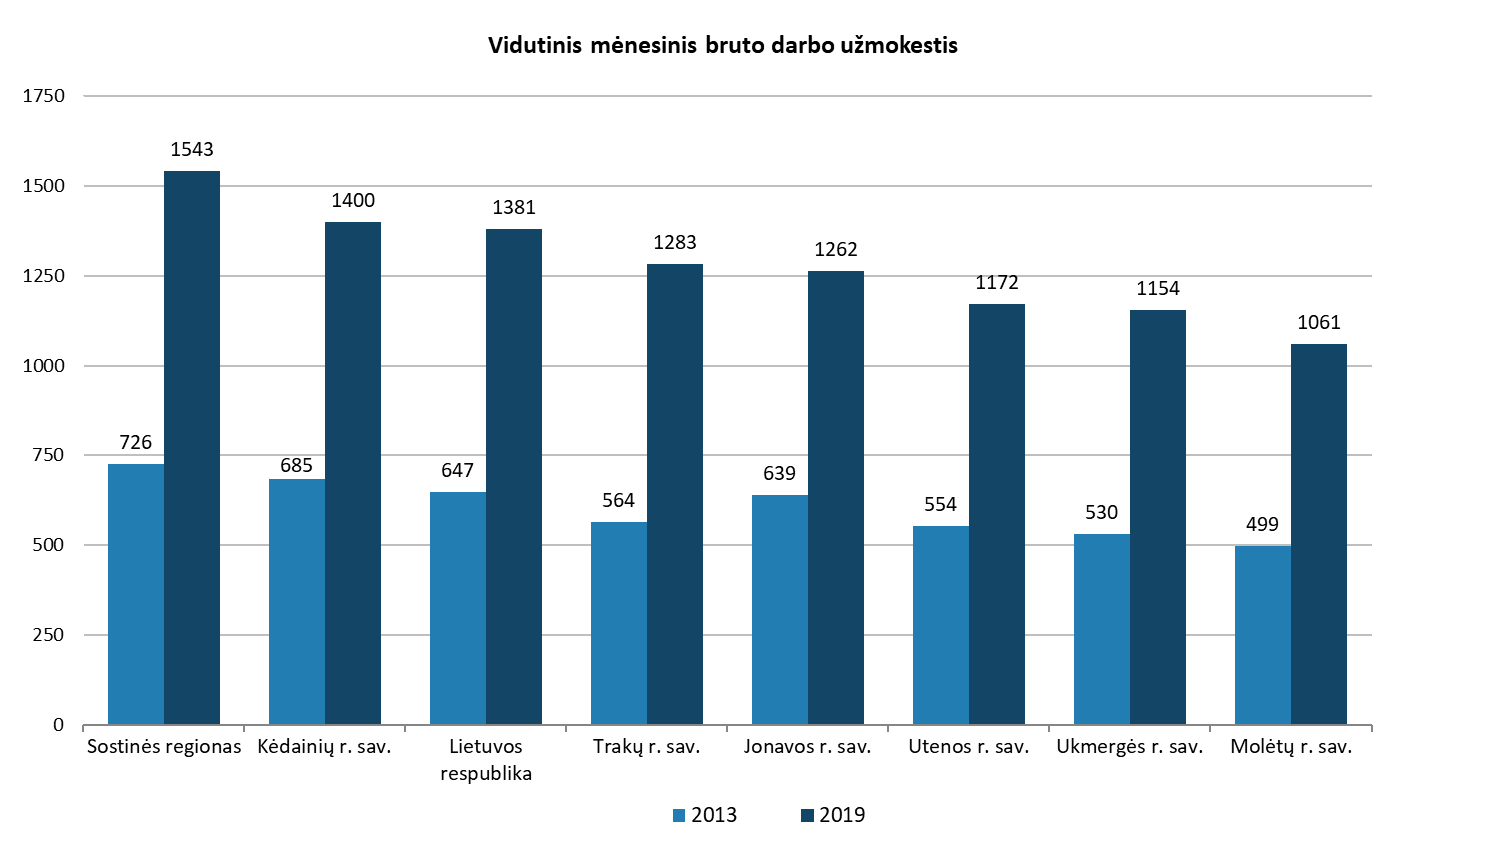 Vidutinis mėnesinis bruto darbo užmokestis
1750
1500
1250
1000
750
500
250
0
1543
1400
1381
1283
1262
1172
1154
1061
726
685
647
564
639
554
530
499
Sostinės regionas
Kėdainių r. sav.
Lietuvos
respublika
Trakų r. sav.
Jonavos r. sav.
Utenos r. sav.
Ukmergės r. sav.
Molėtų r. sav.
2013
2019